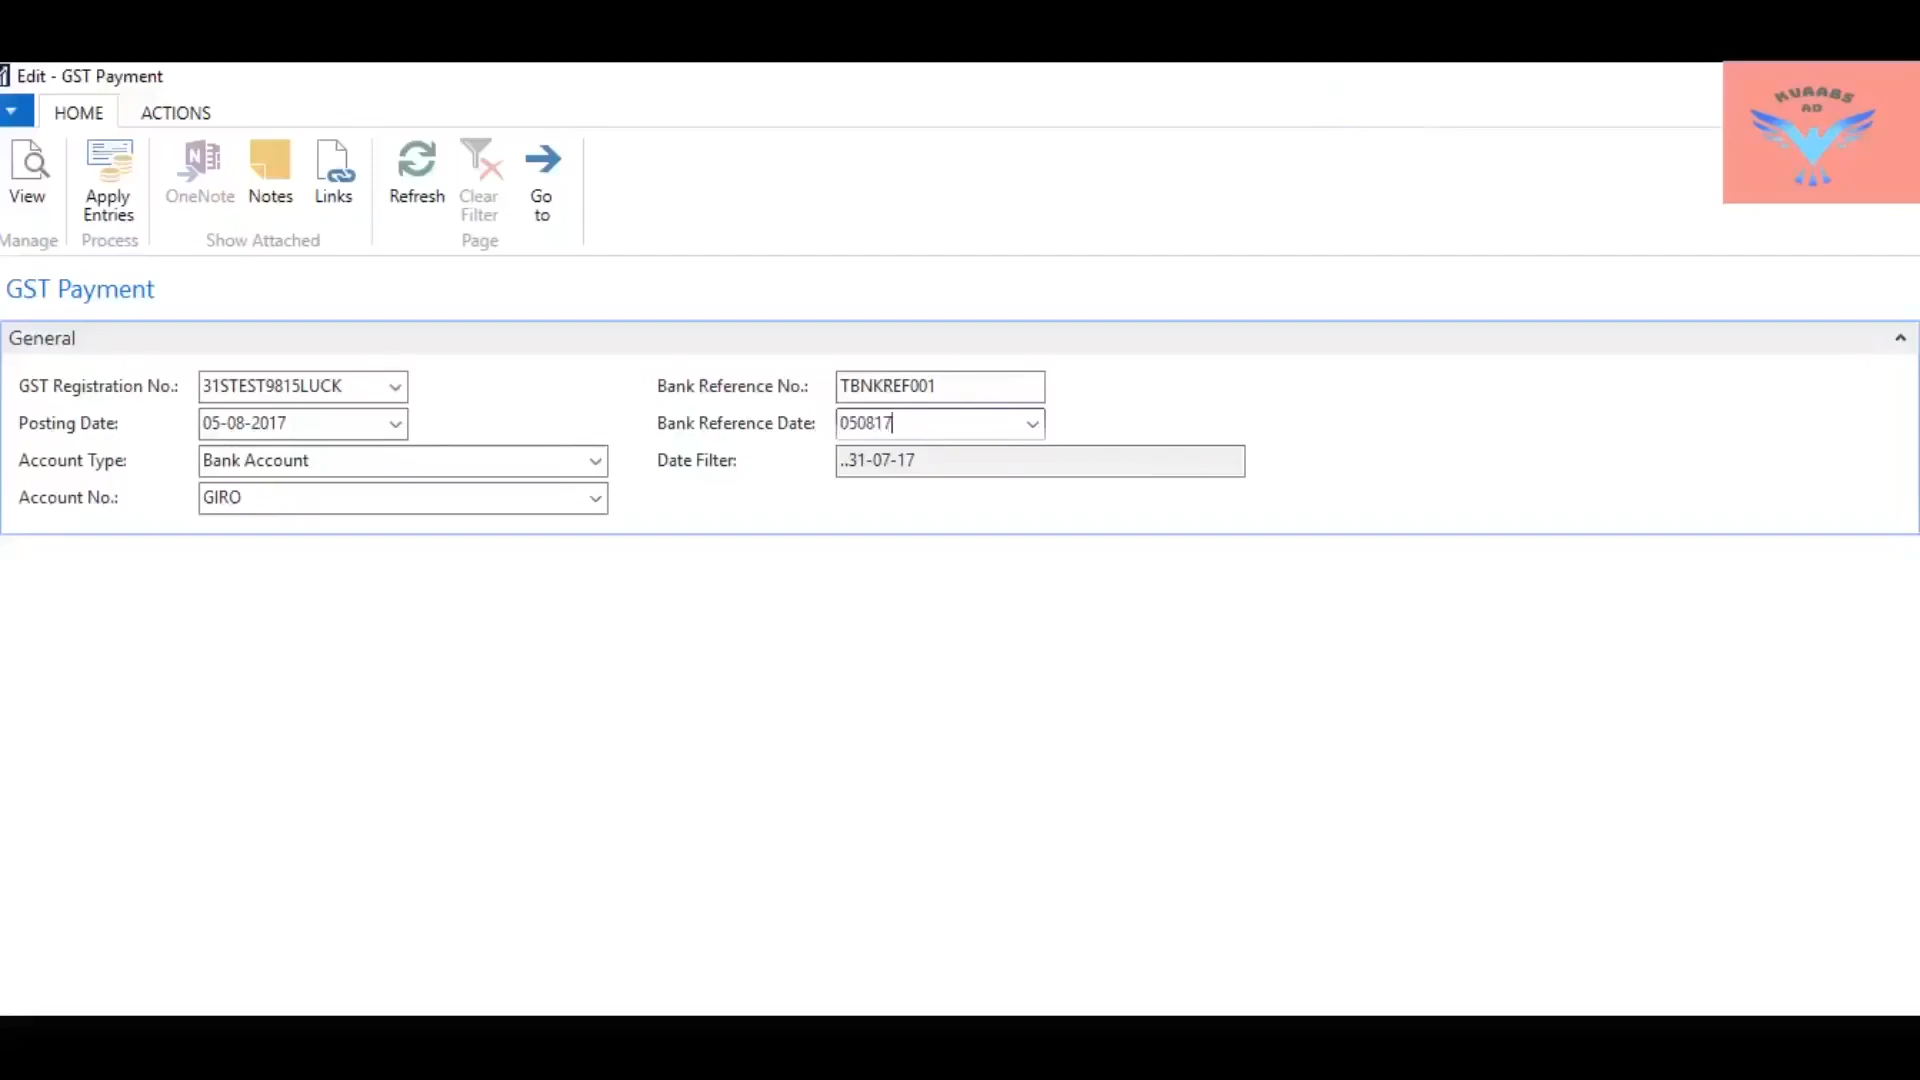 Edit - GST Payment
HOME ACTIONS
View
Apply Entries
OneNote
Notes
Links
Refresh
Clear Filter
Go to
Manage
Process
Show Attached
Page
KVAABS
AD
GST Payment
General
GST Registration No.: 31STEST9815LUCK
Bank Reference No.: TBNKREF001
Posting Date: 05-08-2017
Bank Reference Date: 050817
Account Type: Bank Account
Date Filter: ..31-07-17
Account No.: GIRO